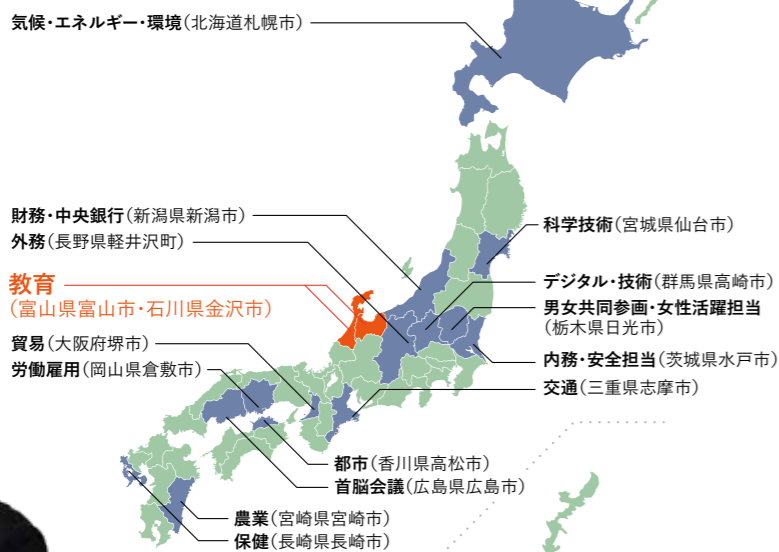 気候・エネルギー・環境(北海道札幌市)
財務・中央銀行(新潟県新潟市)
外務(長野県軽井沢町)
教育
(富山県富山市・石川県金沢市)
貿易(大阪府堺市)
労働雇用(岡山県倉敷市)
科学技術(宮城県仙台市)
デジタル・技術(群馬県高崎市)
男女共同参画・女性活躍担当
(栃木県日光市)
内務・安全担当(茨城県水戸市)
交通(三重県志摩市)
都市(香川県高松市)
首脳会議(広島県広島市)
農業(宮崎県宮崎市)
保健(長崎県長崎市)